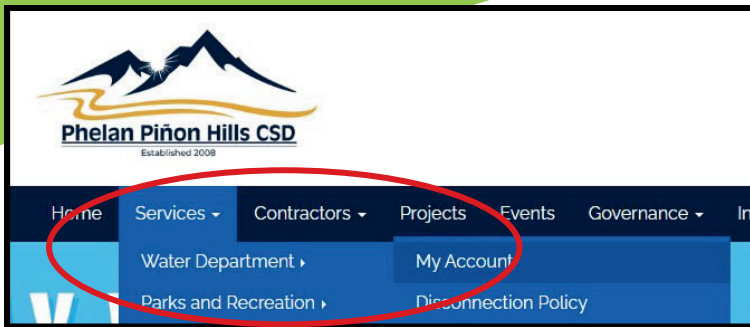 Phelan Piñon Hills CSD
Established 2008
Home Services Contractors Projects Events Governance
Water Department My Account
Parks and Recreation Disconnection Policy